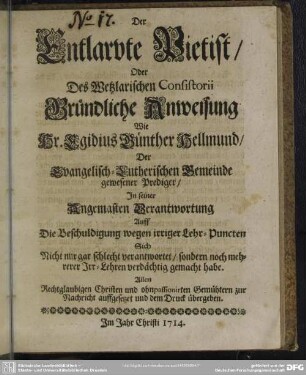 No 17.
Der
Entlarvte Pietist/
Oder
Des Wetzlarischen Consistorii
Gründliche Anweisung
Wie
Hr. Egidius Günther Hellmund/
Der
Evangelisch-Lutherischen Gemeinde
gewesener Prediger/
In seiner
Angemasten Verantwortung
Auff
Die Beschuldigung wegen irriger Lehr-Puncten
Sich
Nicht nur gar schlecht verantwortet/ sondern noch meh-
rerer Irr-Lehren verdächtig gemacht habe.
Allen
Rechtglaubigen Christen und ohnpassionirten Gemühtern zur
Nachricht auffgesetzt und dem Druck übergeben.
Im Jahr Christi 1714.